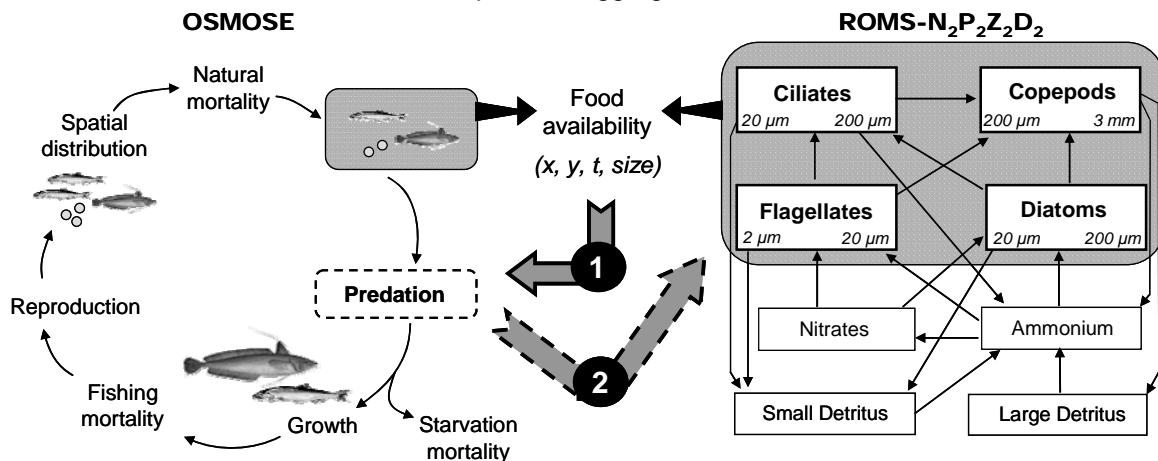 OSMOSE
Natural
mortality
Spatial
distribution
Reproduction
Fishing
mortality
Growth
Starvation
mortality
Predation
Food
availability
(x, y, t, size)
1
2
ROMS-N₂P₂Z₂D₂
Ciliates
20 µm 200 µm
Copepods
200 µm 3 mm
Flagellates
2 µm 20 µm
Diatoms
20 µm 200 µm
Nitrates
Ammonium
Small Detritus
Large Detritus